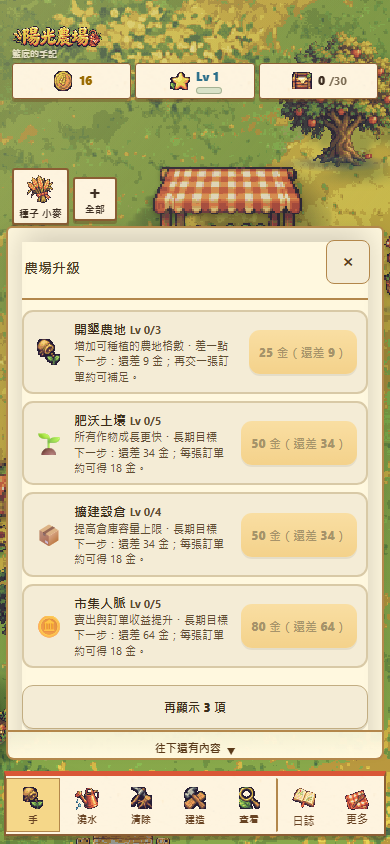 陽光農場
籃底的手記
16
Lv 1
0 /30
種子 小麥
+
全部
農場升級
×
開墾農地 Lv 0/3
增加可種植的農地格數．差一點
下一步：還差 9 金；再交一張訂
單約可補足。
25 金（還差 9 ）
肥沃土壤 Lv 0/5
所有作物成長更快．長期目標
下一步：還差 34 金；每張訂單
約可得 18 金。
50 金（還差 34 ）
擴建穀倉 Lv 0/4
提高倉庫容量上限．長期目標
下一步：還差 34 金；每張訂單
約可得 18 金。
50 金（還差 34 ）
市集人脈 Lv 0/5
賣出與訂單收益提升．長期目標
下一步：還差 64 金；每張訂單
約可得 18 金。
80 金（還差 64 ）
再顯示 3 項
往下還有內容 ▼
手
澆水
清除
建造
查看
日誌
更多